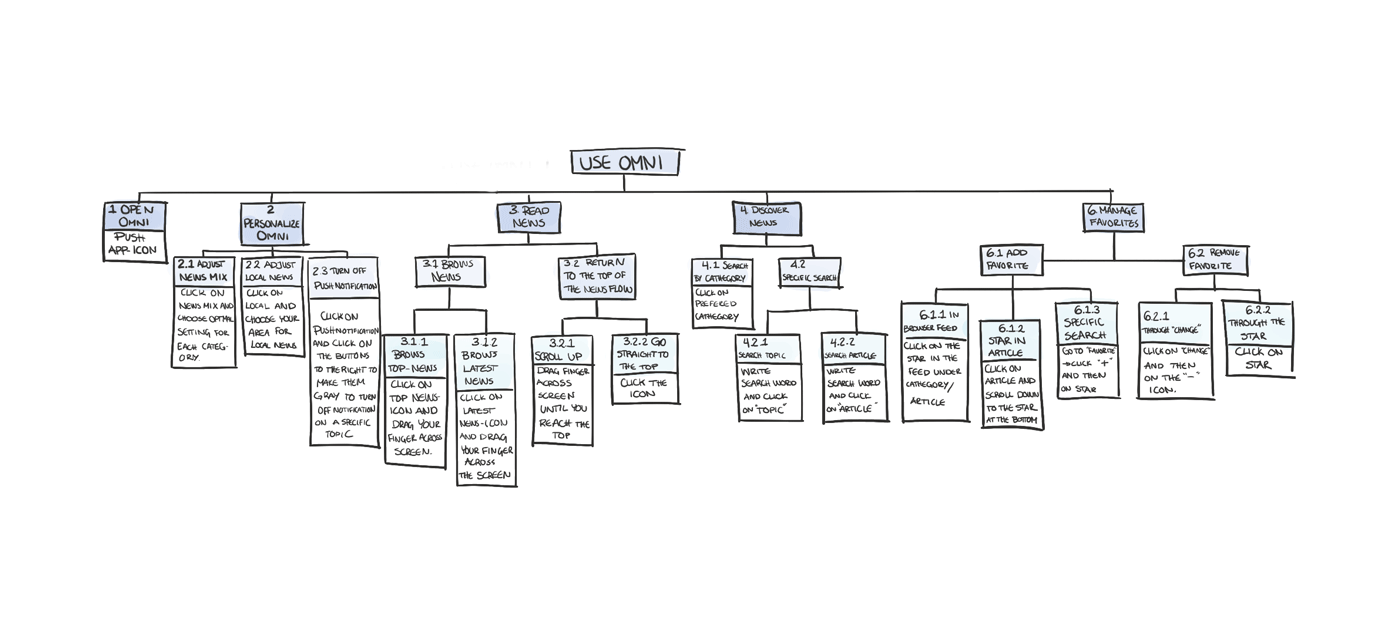 USE OMNI
1 OPEN
OMNI
PUSH
APP-ICON
2
PERSONALIZE
OMNI
2.1 ADJUST
NEWS MIX
CLICK ON
NEWS MIX AND
CHOOSE OPTIMAL
SETTING FOR
EACH CATEG-
ORY.
2.2 ADJUST
LOCAL NEWS
CLICK ON
LOCAL AND
CHOOSE YOUR
AREA FOR
LOCAL NEWS
2.3 TURN OFF
PUSH NOTIFICATION
CLICK ON
PUSHNOTIFICATION
AND CLICK ON
THE BUTTONS
TO THE RIGHT TO
MAKE THEM
GRAY TO TURN
OFF NOTIFICATION
ON A SPECIFIC
TOPIC
3. READ
NEWS
3.1 BROWS
NEWS
3.1.1
BROWS
TOP-NEWS
CLICK ON
TOP NEWS-
ICON AND
DRAG YOUR
FINGER ACROSS
SCREEN.
3.1.2
BROWS
LATEST
NEWS
CLICK ON
LATEST
NEWS-ICON
AND DRAG
YOUR FINGER
ACROSS
THE SCREEN
3.2 RETURN
TO THE TOP OF
THE NEWS FLOW
3.2.1
SCROLL UP
DRAG FINGER
ACROSS
SCREEN
UNTIL YOU
REACH THE
TOP
3.2.2 GO
STRAIGHT TO
THE TOP
CLICK THE
ICON
4. DISCOVER
NEWS
4.1 SEARCH
BY CATHEGORY
CLICK ON
PREFERED
CATHEGORY
4.2
SPECIFIC SEARCH
4.2.1
SEARCH TOPIC
WRITE
SEARCH WORD
AND CLICK
ON "TOPIC"
4.2.2
SEARCH ARTICLE
WRITE
SEARCH WORD
AND CLICK
ON "ARTICLE"
6. MANAGE
FAVORITES
6.1 ADD
FAVORITE
6.1.1 IN
BROWSER FEED
CLICK ON THE
STAR IN THE
FEED UNDER
CATHEGORY/
ARTICLE
6.1.2
STAR IN
ARTICLE
CLICK ON
ARTICLE AND
SCROLL DOWN
TO THE STAR
AT THE BOTTOM
6.1.3
SPECIFIC
SEARCH
GO TO "FAVORITE"
→CLICK "+"
AND THEN
ON STAR
6.2 REMOVE
FAVORITE
6.2.1
THROUGH "CHANGE"
CLICK ON "CHANGE"
AND THEN
ON THE "-"
ICON.
6.2.2
THROUGH THE
STAR
CLICK ON
STAR